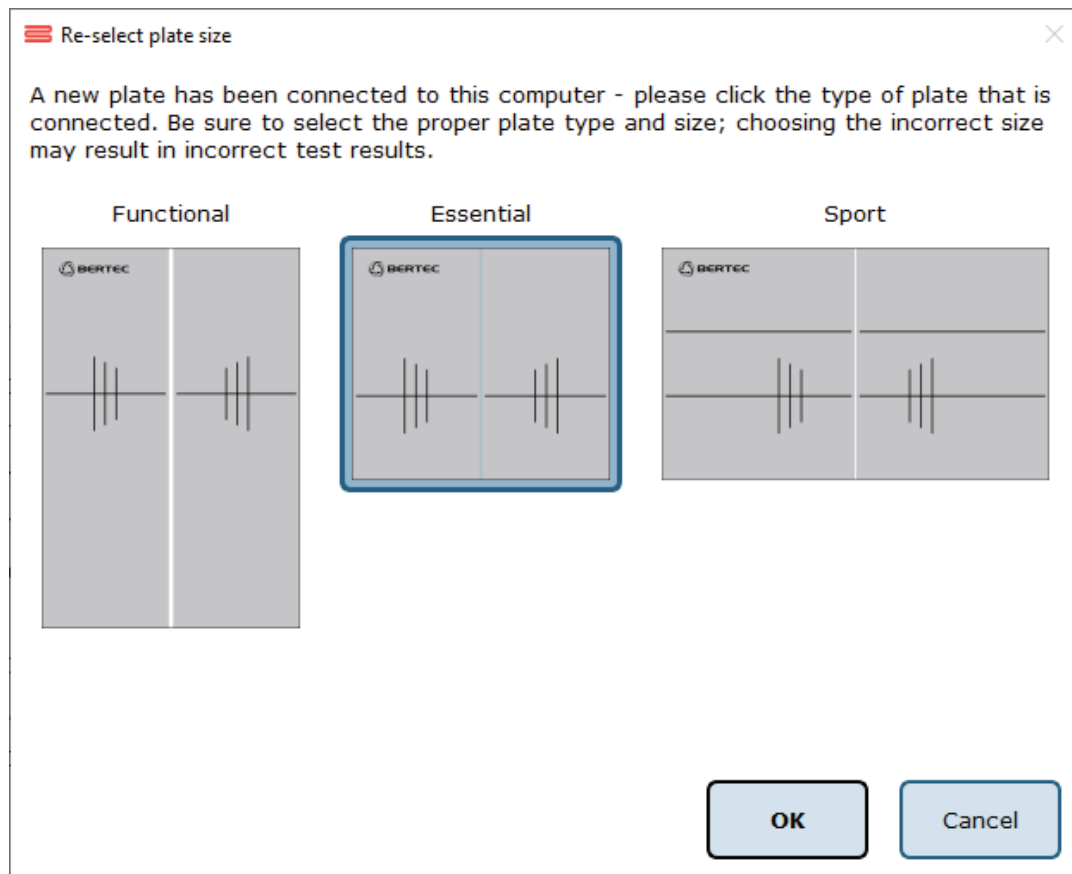 Re-select plate size
A new plate has been connected to this computer - please click the type of plate that is
connected. Be sure to select the proper plate type and size; choosing the incorrect size
may result in incorrect test results.
Functional Essential Sport
BERTEC BERTEC BERTEC
OK Cancel